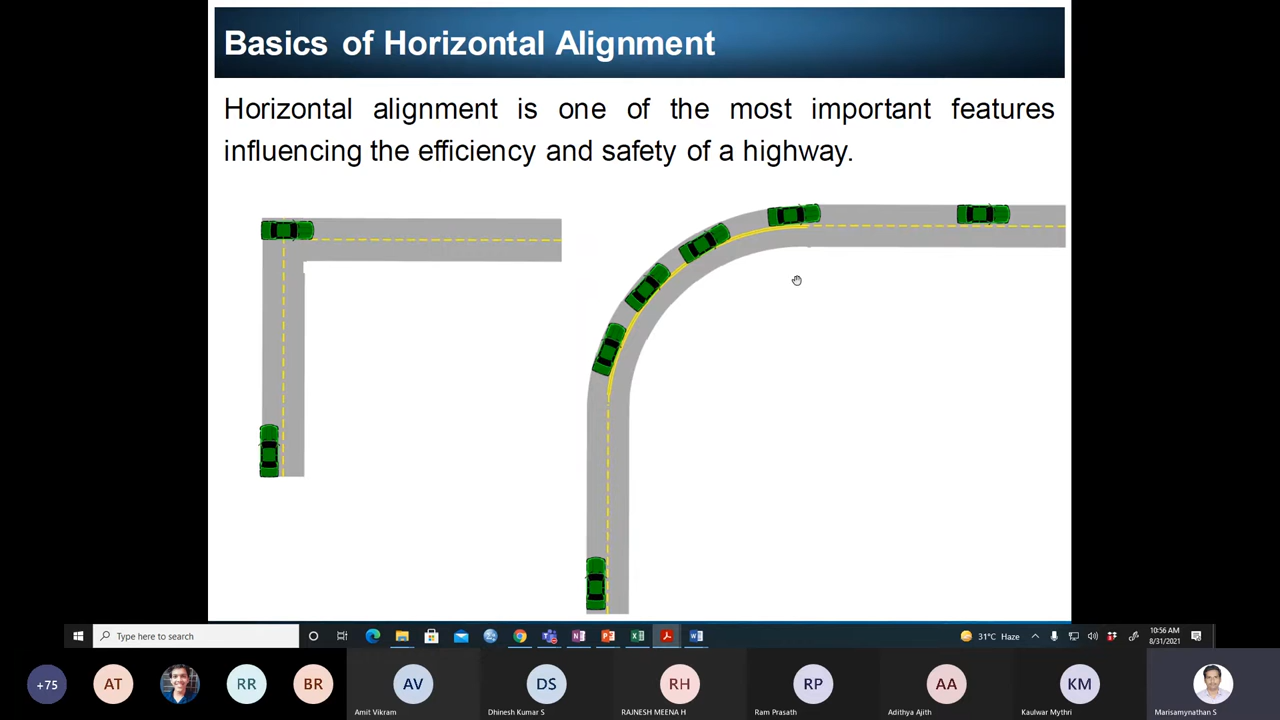 Basics of Horizontal Alignment
Horizontal alignment is one of the most important features
influencing the efficiency and safety of a highway.
Type here to search
31°C Haze
10:56 AM
8/31/2021
+75
AT
RR
BR
AV
DS
RH
RP
AA
KM
Amit Vikram
Dhinesh Kumar S
RAJNESH MEENA H
Ram Prasath
Adithya Ajith
Kaulwar Mythri
Marisamynathan S